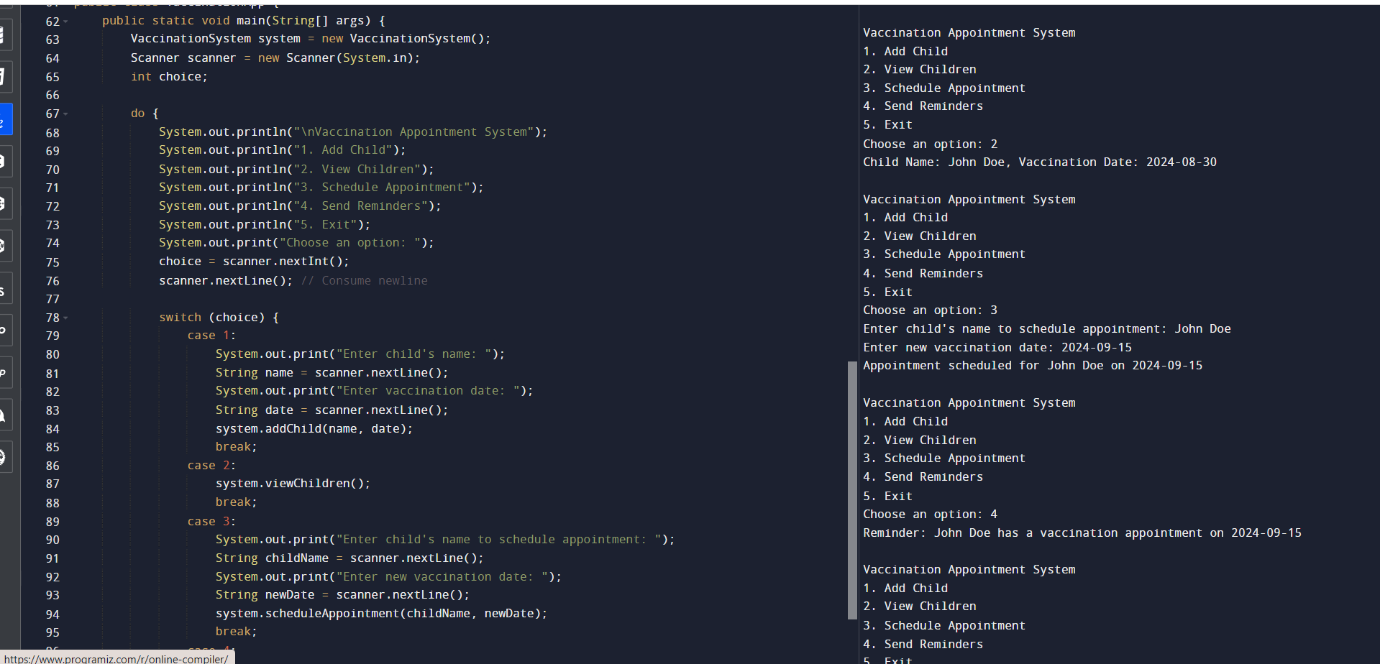 62 public static void main(String[] args) {
63 VaccinationSystem system = new VaccinationSystem();
64 Scanner scanner = new Scanner(System.in);
65 int choice;
66
67 do {
68 System.out.println("\nVaccination Appointment System");
69 System.out.println("1. Add Child");
70 System.out.println("2. View Children");
71 System.out.println("3. Schedule Appointment");
72 System.out.println("4. Send Reminders");
73 System.out.println("5. Exit");
74 System.out.print("Choose an option: ");
75 choice = scanner.nextInt();
76 scanner.nextLine(); // Consume newline
77
78 switch (choice) {
79 case 1:
80 System.out.print("Enter child's name: ");
81 String name = scanner.nextLine();
82 System.out.print("Enter vaccination date: ");
83 String date = scanner.nextLine();
84 system.addChild(name, date);
85 break;
86 case 2:
87 system.viewChildren();
88 break;
89 case 3:
90 System.out.print("Enter child's name to schedule appointment: ");
91 String childName = scanner.nextLine();
92 System.out.print("Enter new vaccination date: ");
93 String newDate = scanner.nextLine();
94 system.scheduleAppointment(childName, newDate);
95 break;
https://www.programiz.com/r/online-compiler/
Vaccination Appointment System
1. Add Child
2. View Children
3. Schedule Appointment
4. Send Reminders
5. Exit
Choose an option: 2
Child Name: John Doe, Vaccination Date: 2024-08-30
Vaccination Appointment System
1. Add Child
2. View Children
3. Schedule Appointment
4. Send Reminders
5. Exit
Choose an option: 3
Enter child's name to schedule appointment: John Doe
Enter new vaccination date: 2024-09-15
Appointment scheduled for John Doe on 2024-09-15
Vaccination Appointment System
1. Add Child
2. View Children
3. Schedule Appointment
4. Send Reminders
5. Exit
Choose an option: 4
Reminder: John Doe has a vaccination appointment on 2024-09-15
Vaccination Appointment System
1. Add Child
2. View Children
3. Schedule Appointment
4. Send Reminders
5. Exit